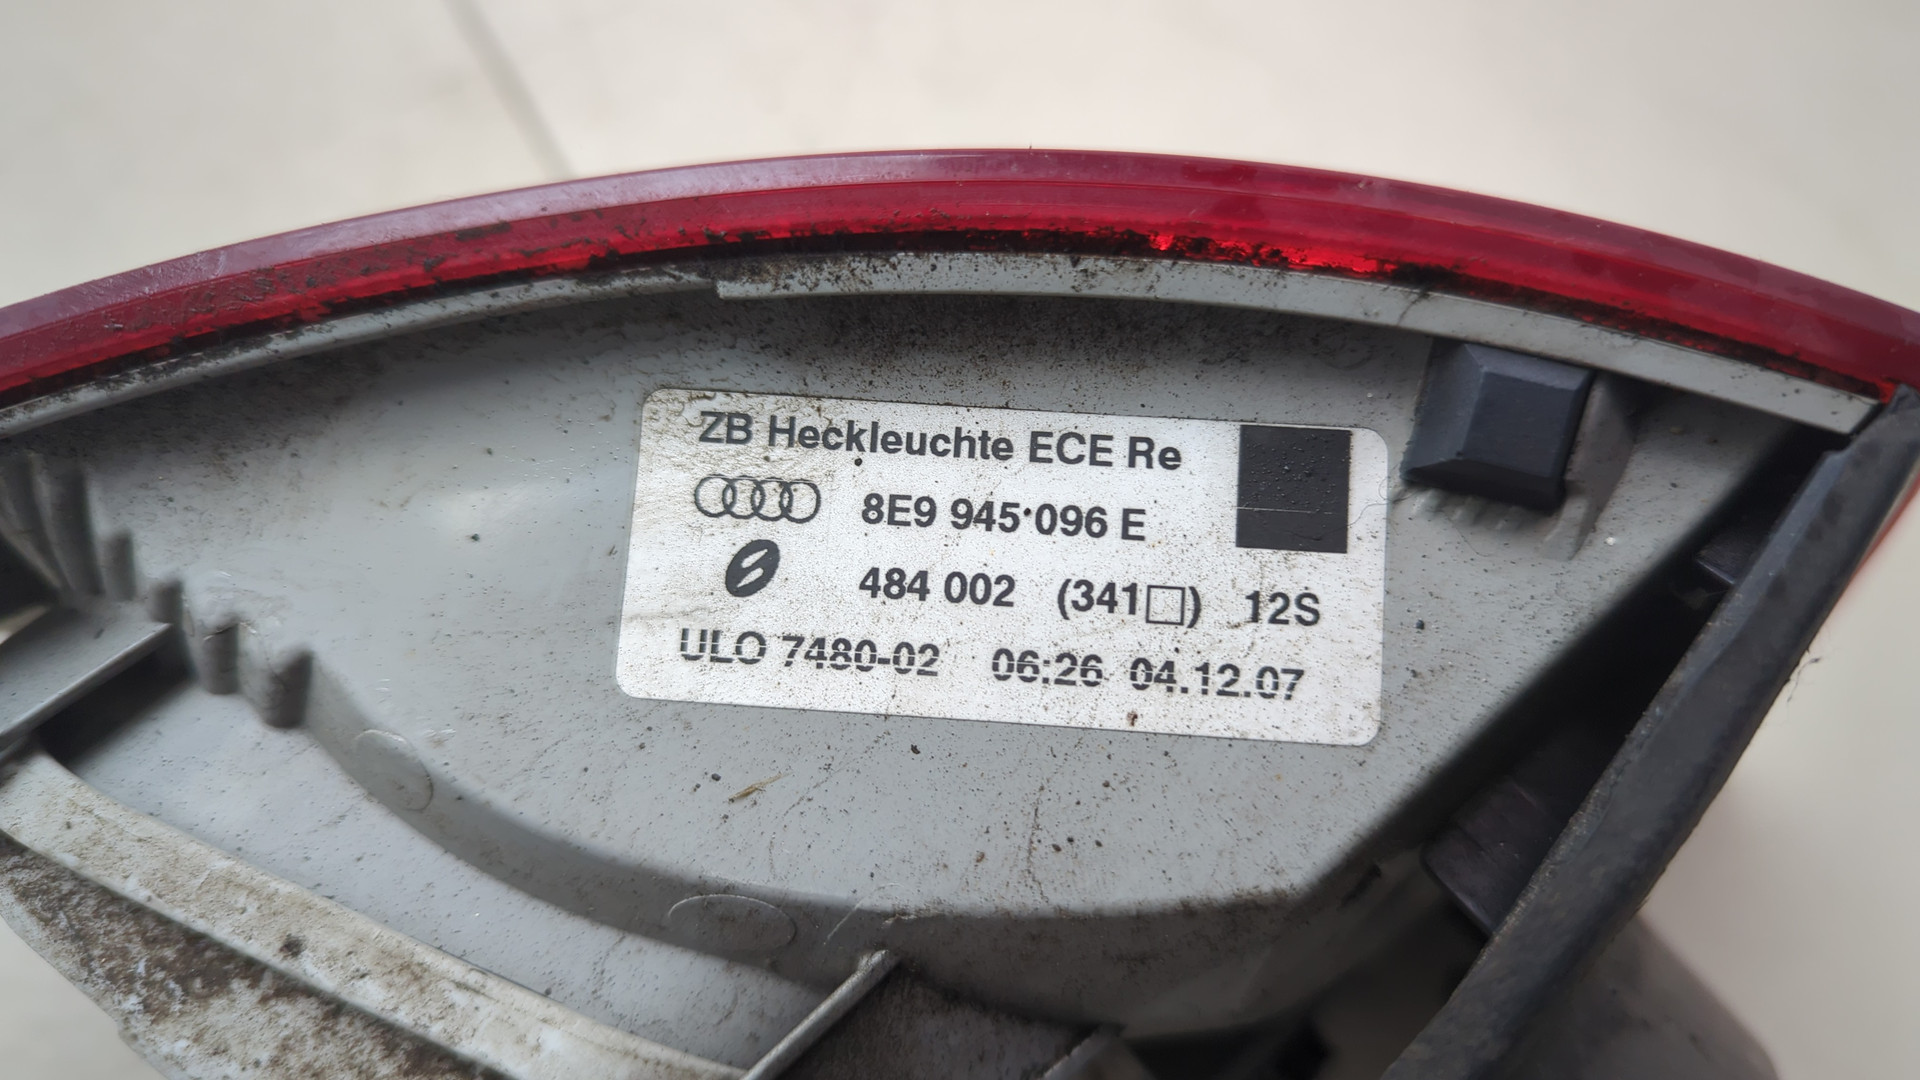 ZB Heckleuchte ECE Re
8E9 945 096 E
484 002 (341□) 12S
ULO 7480-02 06:26 04.12.07